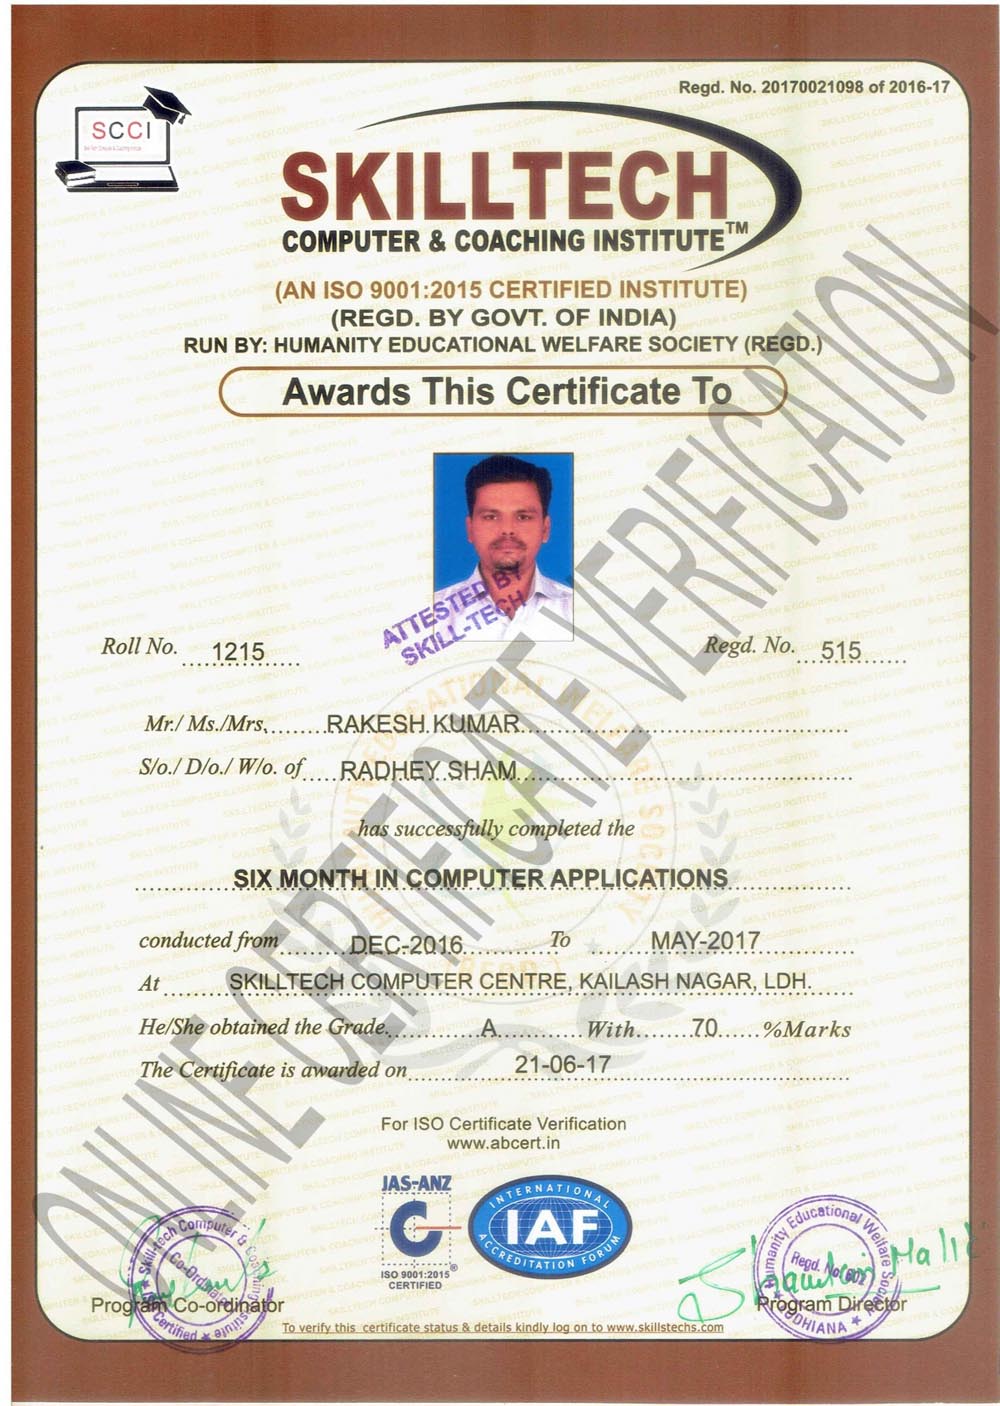 Regd. No. 20170021098 of 2016-17
SCCI
SKILLTECH
COMPUTER & COACHING INSTITUTE™
(AN ISO 9001:2015 CERTIFIED INSTITUTE)
(REGD. BY GOVT. OF INDIA)
RUN BY: HUMANITY EDUCATIONAL WELFARE SOCIETY (REGD.)
Awards This Certificate To
ATTESTED BY
SKILL-TECH
Roll No. 1215 Regd. No. 515
Mr./ Ms./Mrs. RAKESH KUMAR
S/o./ D/o./ W/o. of RADHEY SHAM
has successfully completed the
SIX MONTH IN COMPUTER APPLICATIONS
conducted from DEC-2016 To MAY-2017
At SKILLTECH COMPUTER CENTRE, KAILASH NAGAR, LDH.
He/She obtained the Grade A With 70 %Marks
The Certificate is awarded on 21-06-17
ONLINE CERTIFICATE VERIFICATION
For ISO Certificate Verification
www.abcert.in
JAS-ANZ
ISO 9001:2015
CERTIFIED
INTERNATIONAL
IAF
ACCREDITATION FORUM
Skill-tech Computer & Coaching Institute
Co-Ordinator
ISO Certified
Program Co-ordinator
Humanity Educational Welfare Society
Regd. No. 602
LUDHIANA
Program Director
To verify this certificate status & details kindly log on to www.skillstechs.com